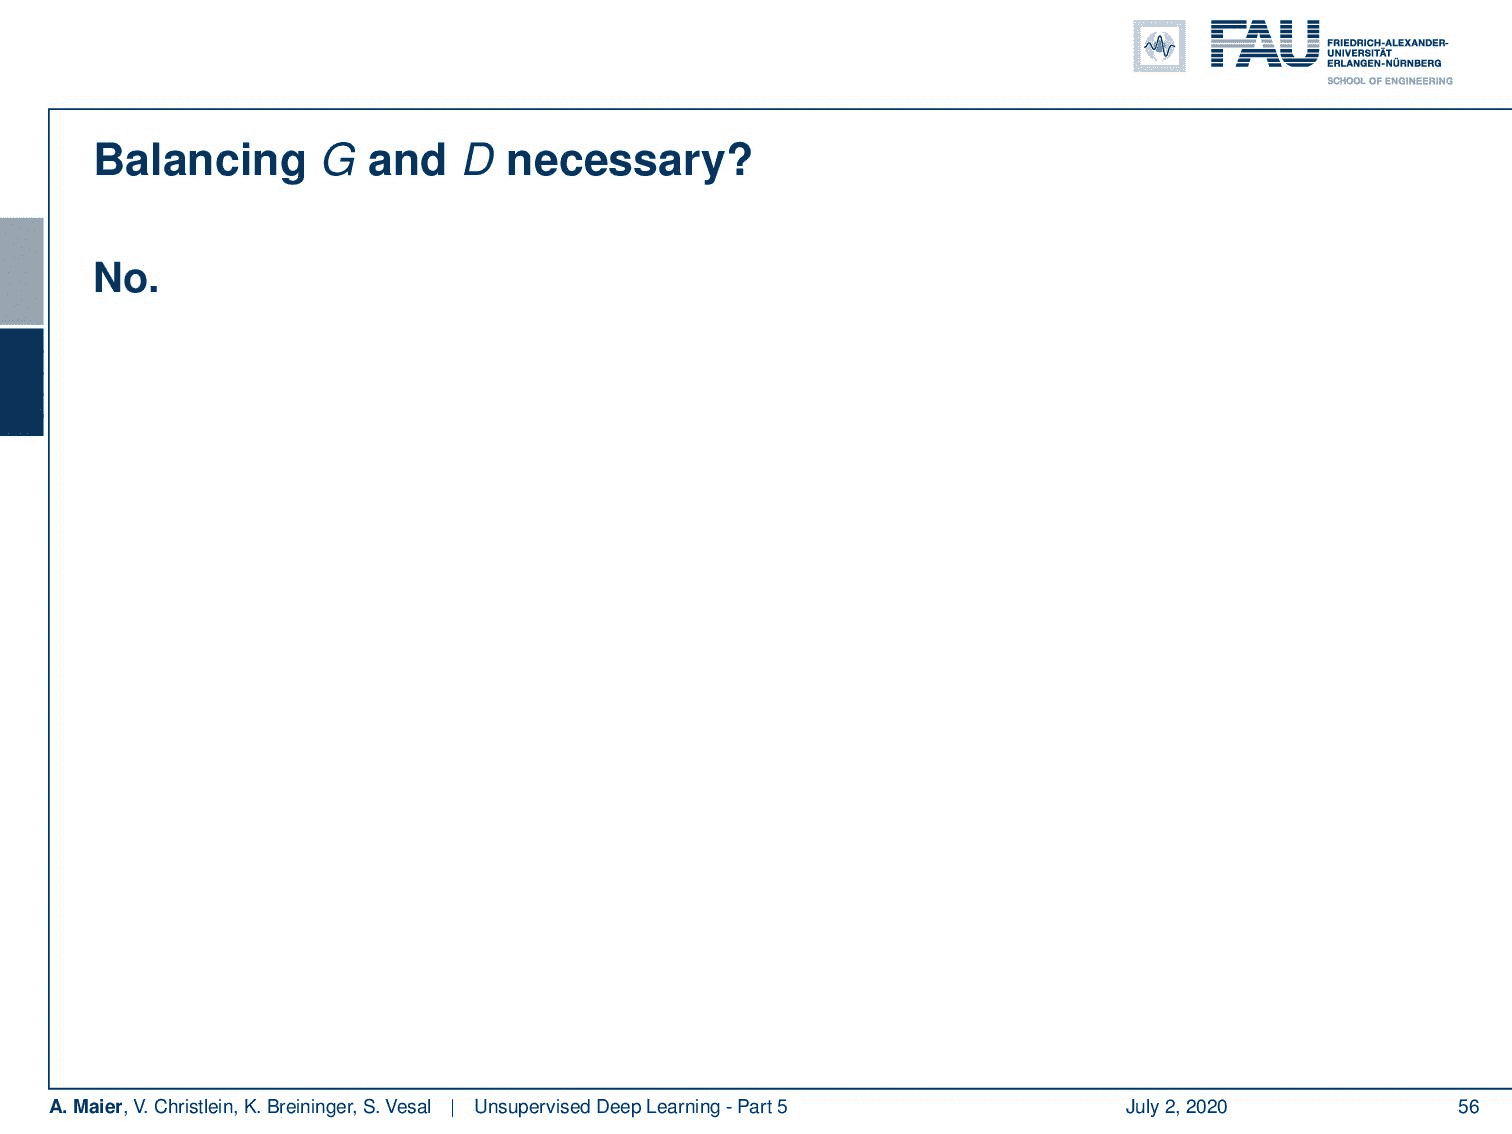 FAU
FRIEDRICH-ALEXANDER-
UNIVERSITÄT
ERLANGEN-NÜRNBERG
SCHOOL OF ENGINEERING
Balancing G and D necessary?
No.
A. Maier, V. Christlein, K. Breininger, S. Vesal | Unsupervised Deep Learning - Part 5 July 2, 2020 56